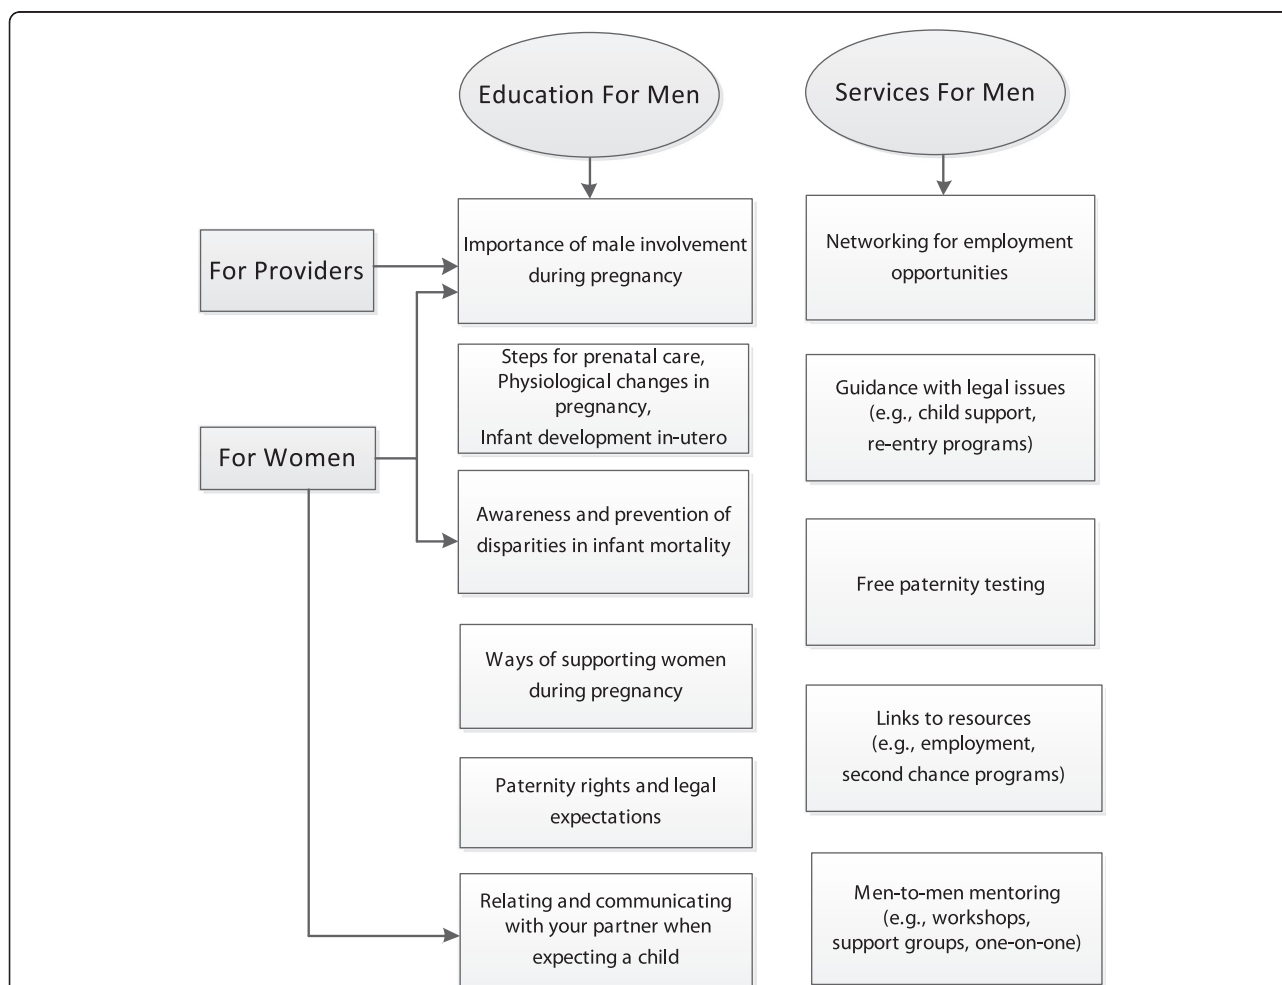 Education For Men
Services For Men
For Providers
For Women
Importance of male involvement
during pregnancy
Steps for prenatal care,
Physiological changes in
pregnancy,
Infant development in-utero
Awareness and prevention of
disparities in infant mortality
Ways of supporting women
during pregnancy
Paternity rights and legal
expectations
Relating and communicating
with your partner when
expecting a child
Networking for employment
opportunities
Guidance with legal issues
(e.g., child support,
re-entry programs)
Free paternity testing
Links to resources
(e.g., employment,
second chance programs)
Men-to-men mentoring
(e.g., workshops,
support groups, one-on-one)